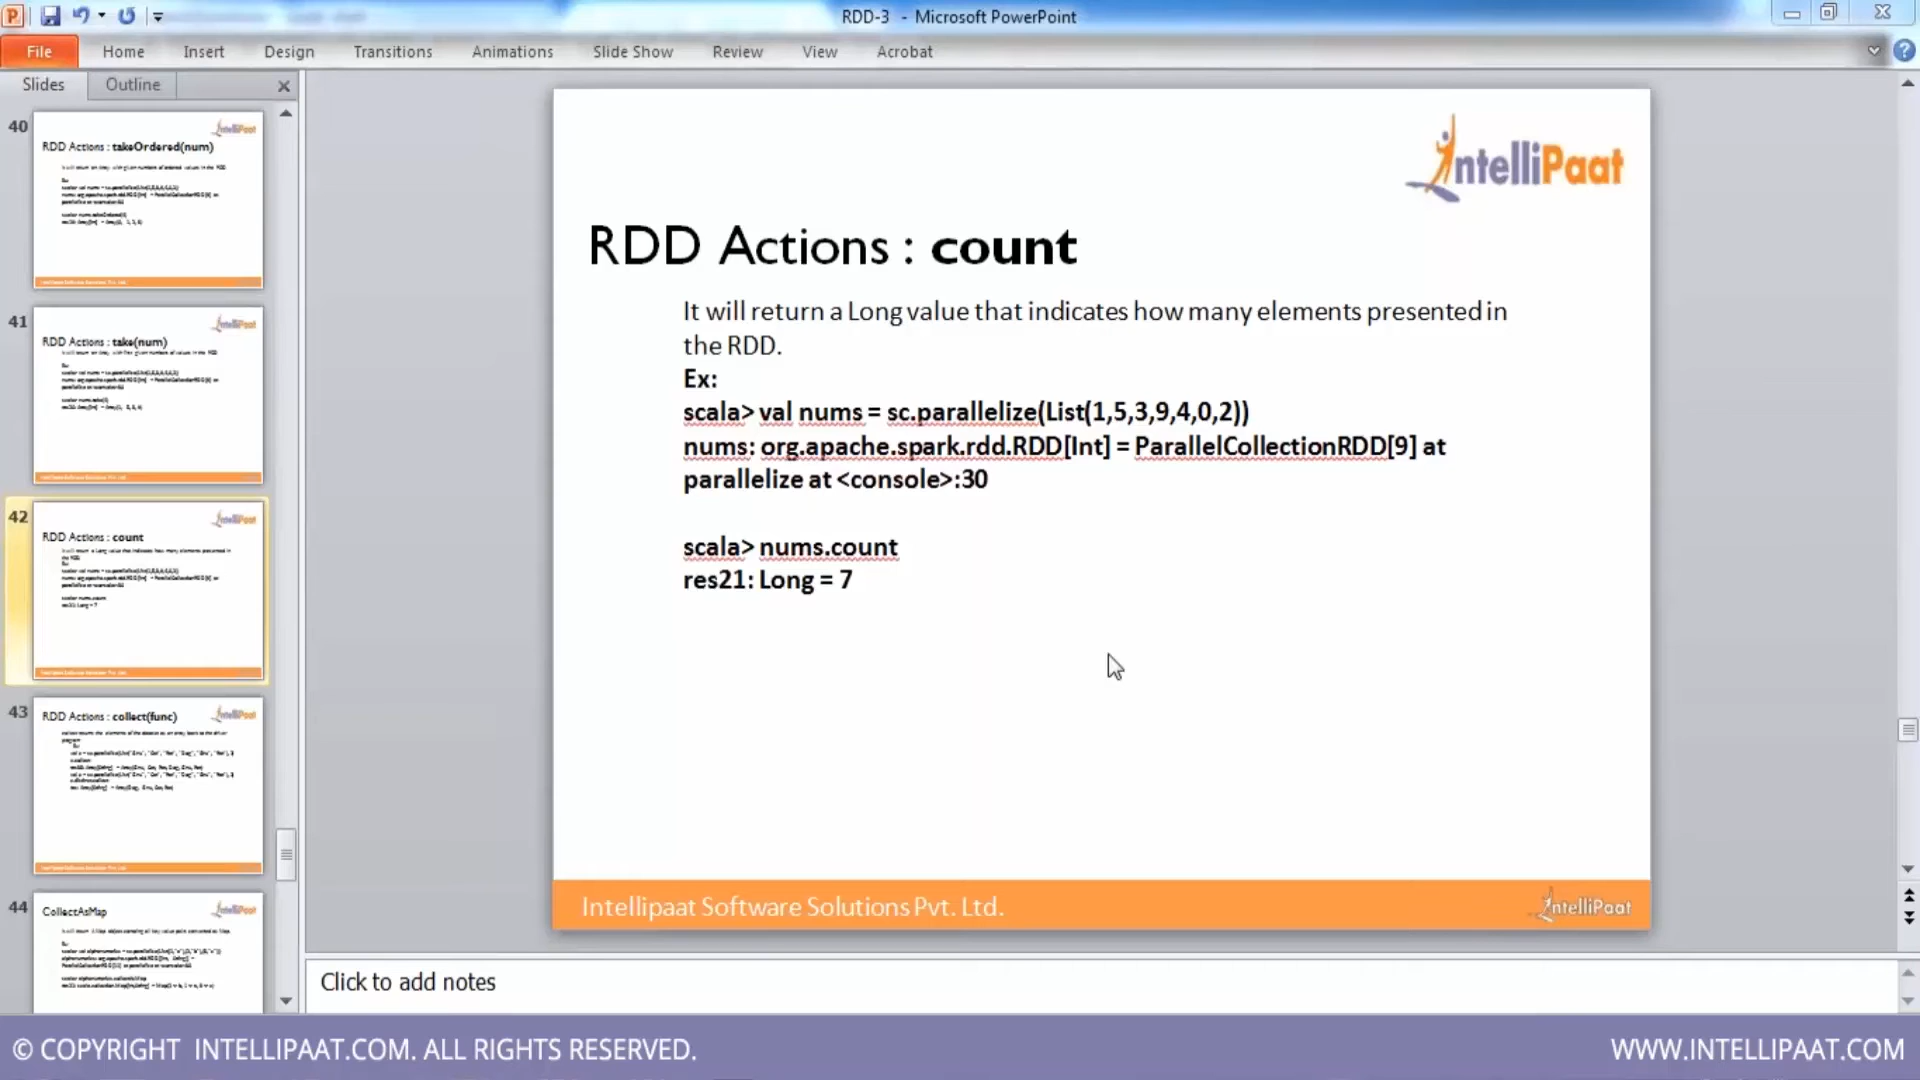 RDD-3 - Microsoft PowerPoint
File Home Insert Design Transitions Animations Slide Show Review View Acrobat
Slides Outline
40
IntelliPaat
RDD Actions : takeOrdered(num)
41
IntelliPaat
RDD Actions : take(num)
42
IntelliPaat
RDD Actions : count
43
IntelliPaat
RDD Actions : collect(func)
44
IntelliPaat
CollectAsMap
IntelliPaat
RDD Actions : count
It will return a Long value that indicates how many elements presented in
the RDD.
Ex:
scala> val nums = sc.parallelize(List(1,5,3,9,4,0,2))
nums: org.apache.spark.rdd.RDD[Int] = ParallelCollectionRDD[9] at
parallelize at <console>:30
scala> nums.count
res21: Long = 7
Intellipaat Software Solutions Pvt. Ltd.
IntelliPaat
Click to add notes
© COPYRIGHT INTELLIPAAT.COM. ALL RIGHTS RESERVED.
WWW.INTELLIPAAT.COM